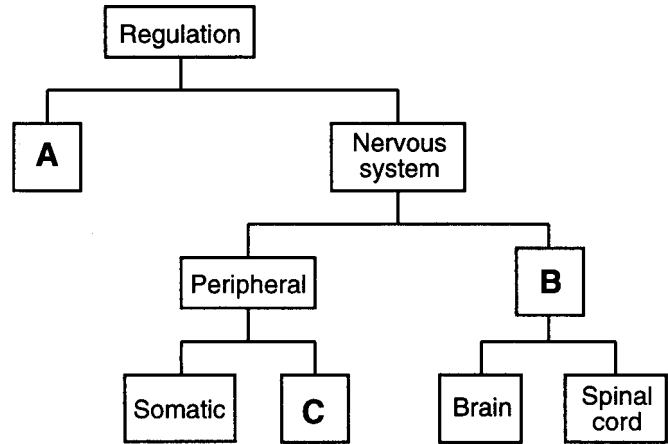 Regulation
A
Nervous
system
Peripheral
B
Somatic
C
Brain
Spinal
cord